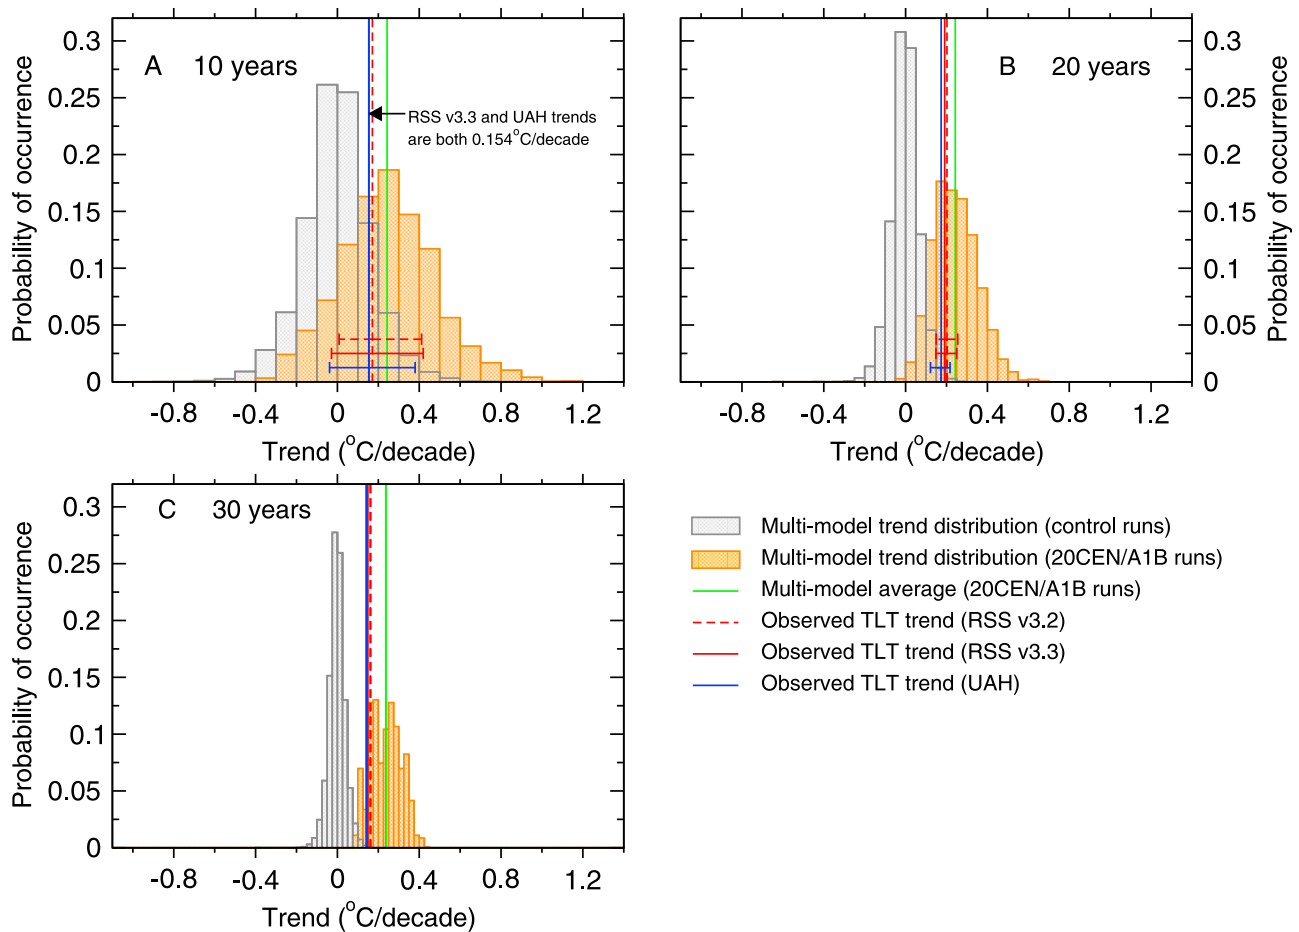 A 10 years
0.3
0.25
0.2
0.15
0.1
0.05
0
Probability of occurrence
RSS v3.3 and UAH trends
are both 0.154°C/decade
-0.8 -0.4 0 0.4 0.8 1.2
Trend (°C/decade)
B 20 years
0.3
0.25
0.2
0.15
0.1
0.05
0
Probability of occurrence
-0.8 -0.4 0 0.4 0.8 1.2
Trend (°C/decade)
C 30 years
0.3
0.25
0.2
0.15
0.1
0.05
0
Probability of occurrence
-0.8 -0.4 0 0.4 0.8 1.2
Trend (°C/decade)
Multi-model trend distribution (control runs)
Multi-model trend distribution (20CEN/A1B runs)
Multi-model average (20CEN/A1B runs)
Observed TLT trend (RSS v3.2)
Observed TLT trend (RSS v3.3)
Observed TLT trend (UAH)